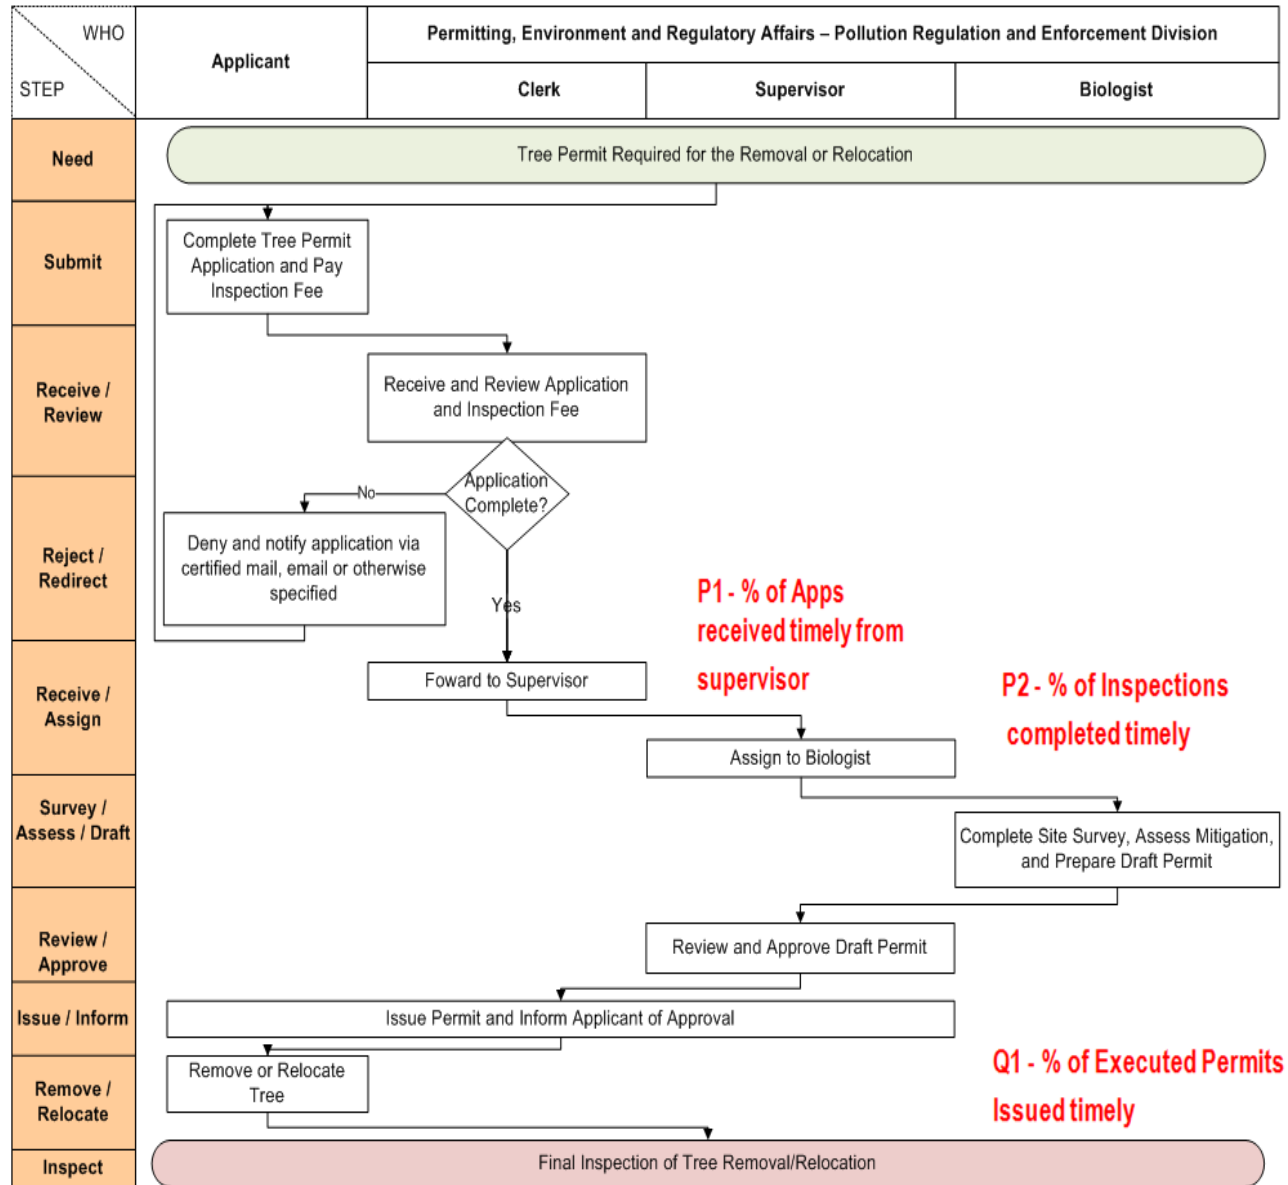 WHO
STEP
Applicant
Permitting, Environment and Regulatory Affairs – Pollution Regulation and Enforcement Division
Clerk
Supervisor
Biologist
Need
Tree Permit Required for the Removal or Relocation
Submit
Complete Tree Permit
Application and Pay
Inspection Fee
Receive /
Review
Receive and Review Application
and Inspection Fee
Application
Complete?
No
Yes
Reject /
Redirect
Deny and notify application via
certified mail, email or otherwise
specified
P1 - % of Apps
received timely from
supervisor
Receive /
Assign
Foward to Supervisor
P2 - % of Inspections
completed timely
Assign to Biologist
Survey /
Assess / Draft
Complete Site Survey, Assess Mitigation,
and Prepare Draft Permit
Review /
Approve
Review and Approve Draft Permit
Issue / Inform
Issue Permit and Inform Applicant of Approval
Remove /
Relocate
Remove or Relocate
Tree
Q1 - % of Executed Permits
Issued timely
Inspect
Final Inspection of Tree Removal/Relocation